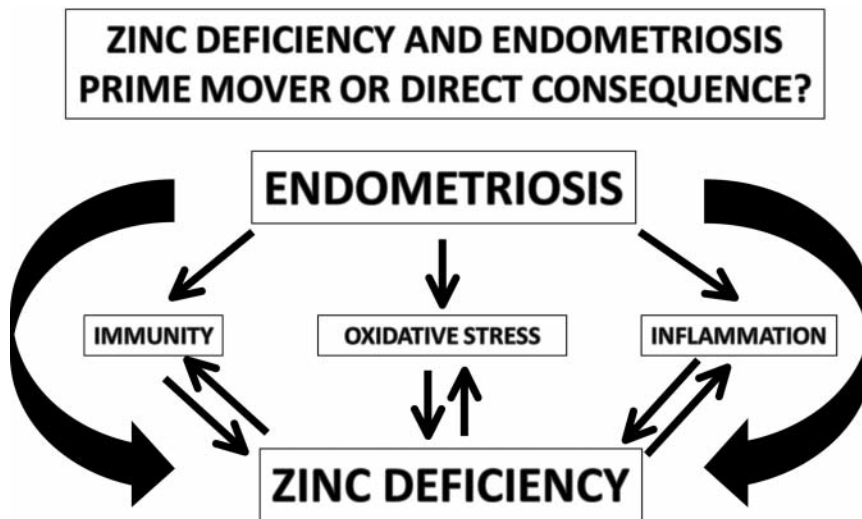 ZINC DEFICIENCY AND ENDOMETRIOSIS
PRIME MOVER OR DIRECT CONSEQUENCE?
ENDOMETRIOSIS
IMMUNITY
OXIDATIVE STRESS
INFLAMMATION
ZINC DEFICIENCY